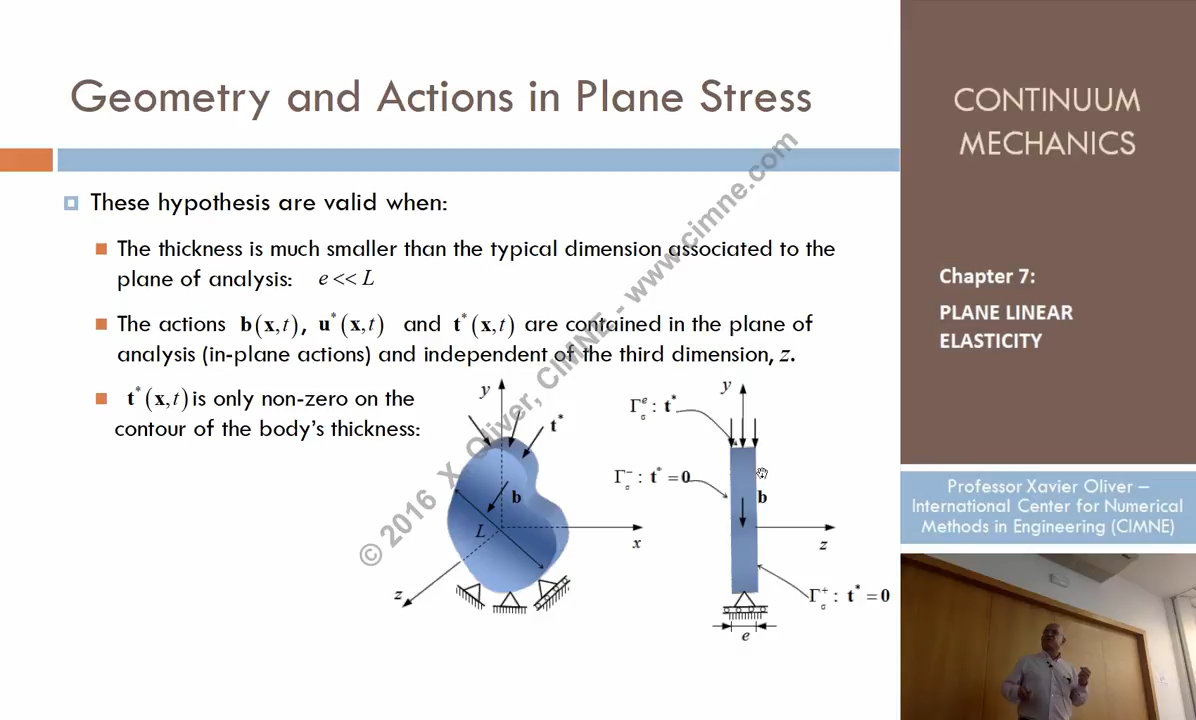 Geometry and Actions in Plane Stress
These hypothesis are valid when:
The thickness is much smaller than the typical dimension associated to the
plane of analysis: e << L
The actions b(x,t), u*(x,t) and t*(x,t) are contained in the plane of
analysis (in-plane actions) and independent of the third dimension, z.
t*(x,t) is only non-zero on the
contour of the body's thickness:
y
t*
b
L
x
z
y
Γσe : t*
Γσ- : t* = 0
b
z
Γσ+ : t* = 0
e
© 2016 X. Oliver, CIMNE - www.cimne.com
CONTINUUM
MECHANICS
Chapter 7:
PLANE LINEAR
ELASTICITY
Professor Xavier Oliver –
International Center for Numerical
Methods in Engineering (CIMNE)